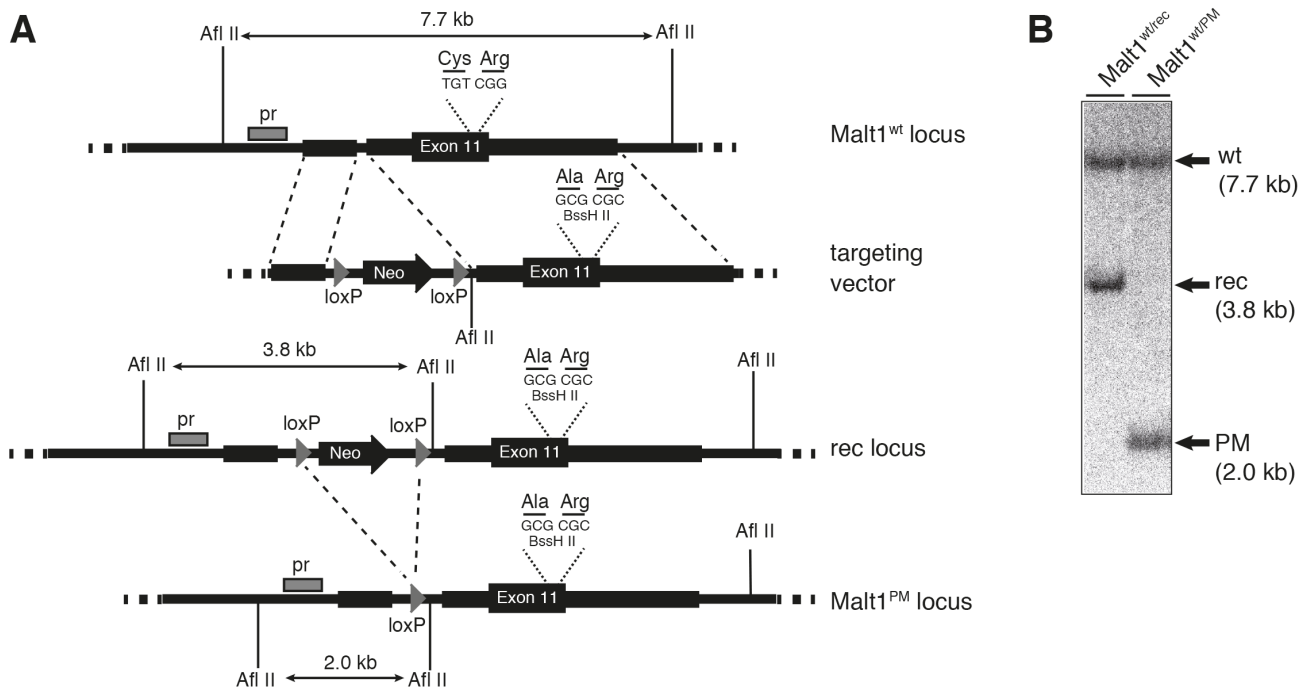 A
7.7 kb
Afl II
Afl II
Cys Arg
TGT CGG
pr
Exon 11
Malt1wt locus
Ala Arg
GCG CGC
BssH II
Neo
Exon 11
loxP
loxP
Afl II
targeting
vector
3.8 kb
Afl II
Afl II
Afl II
Ala Arg
GCG CGC
BssH II
pr
loxP
loxP
Neo
Exon 11
rec locus
Ala Arg
GCG CGC
BssH II
Afl II
pr
Exon 11
loxP
Malt1PM locus
2.0 kb
Afl II
Afl II
B
Malt1wt/rec
Malt1wt/PM
wt
(7.7 kb)
rec
(3.8 kb)
PM
(2.0 kb)